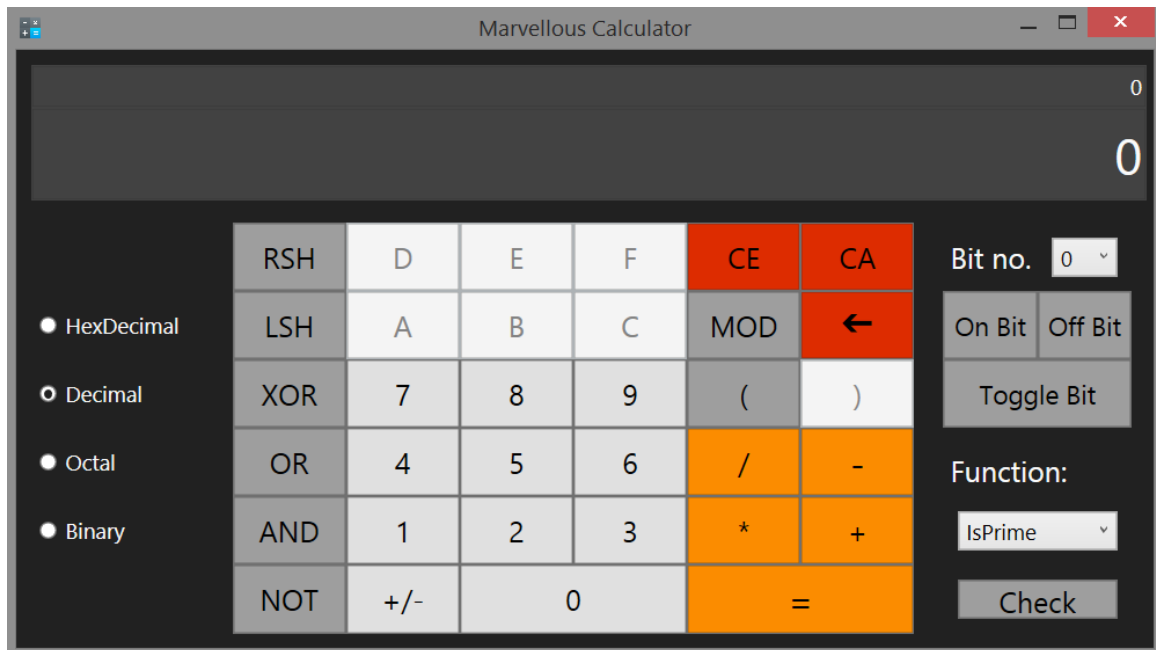 Marvellous Calculator
0
0
RSH D E F CE CA Bit no. 0
HexDecimal LSH A B C MOD ← On Bit Off Bit
Decimal XOR 7 8 9 ( ) Toggle Bit
Octal OR 4 5 6 / - Function:
Binary AND 1 2 3 * + IsPrime
NOT +/- 0 = Check